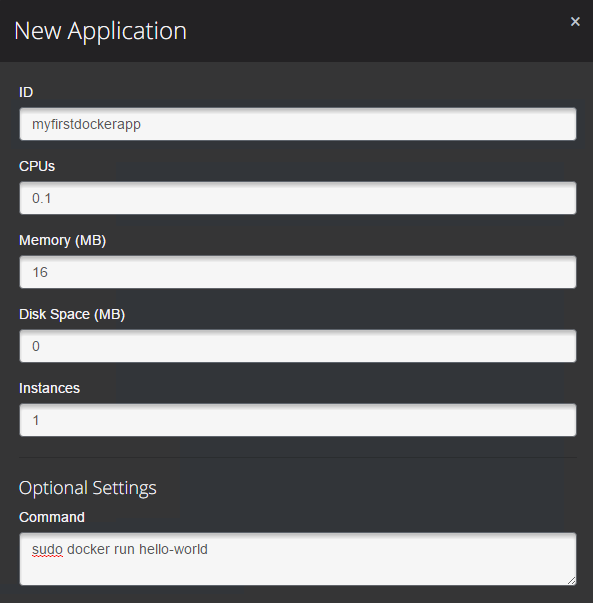 New Application
×
ID
myfirstdockerapp
CPUs
0.1
Memory (MB)
16
Disk Space (MB)
0
Instances
1
Optional Settings
Command
sudo docker run hello-world